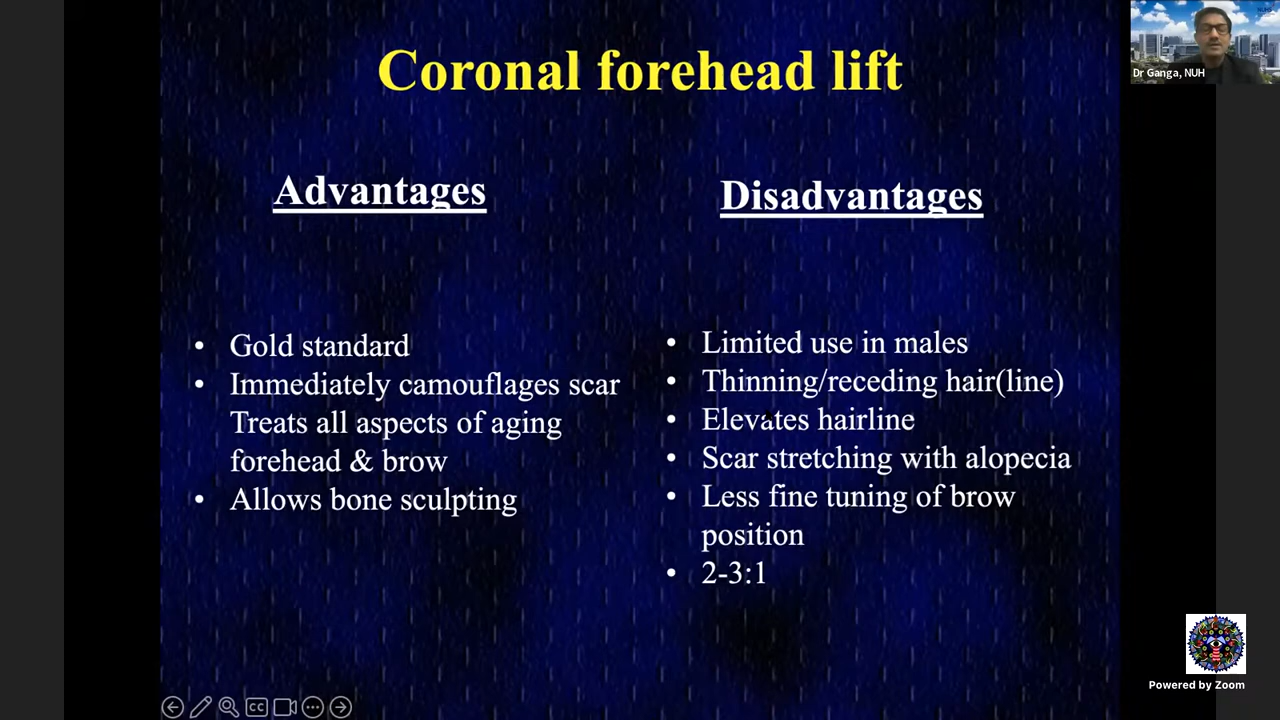 Coronal forehead lift
Dr Ganga, NUH
Advantages
• Gold standard
• Immediately camouflages scar
Treats all aspects of aging
forehead & brow
• Allows bone sculpting
Disadvantages
• Limited use in males
• Thinning/receding hair(line)
• Elevates hairline
• Scar stretching with alopecia
• Less fine tuning of brow
position
• 2-3:1
CC
Powered by Zoom